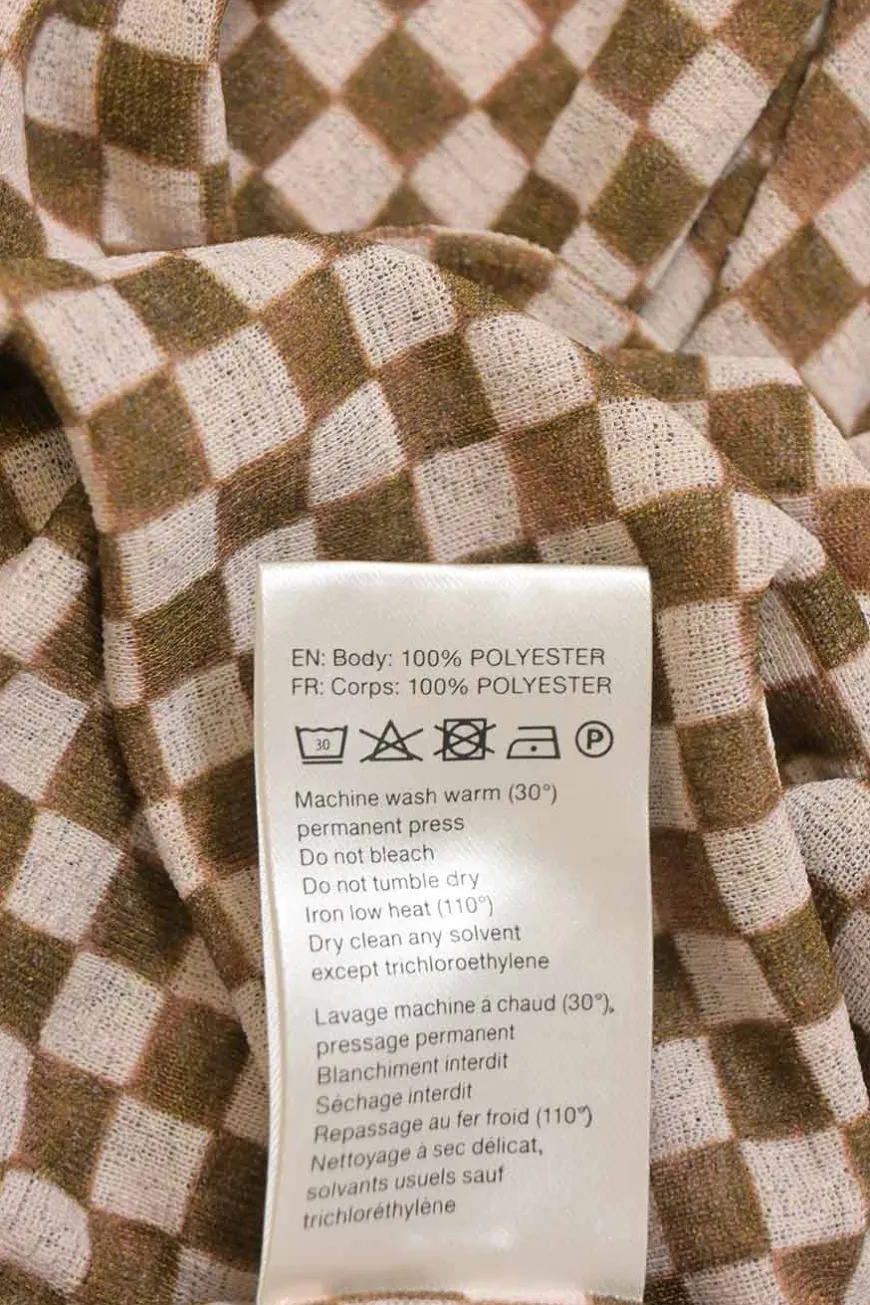 EN: Body: 100% POLYESTER
FR: Corps: 100% POLYESTER
30 P
Machine wash warm (30°)
permanent press
Do not bleach
Do not tumble dry
Iron low heat (110°)
Dry clean any solvent
except trichloroethylene
Lavage machine à chaud (30°),
pressage permanent
Blanchiment interdit
Séchage interdit
Repassage au fer froid (110°)
Nettoyage à sec délicat,
solvants usuels sauf
trichloréthylène